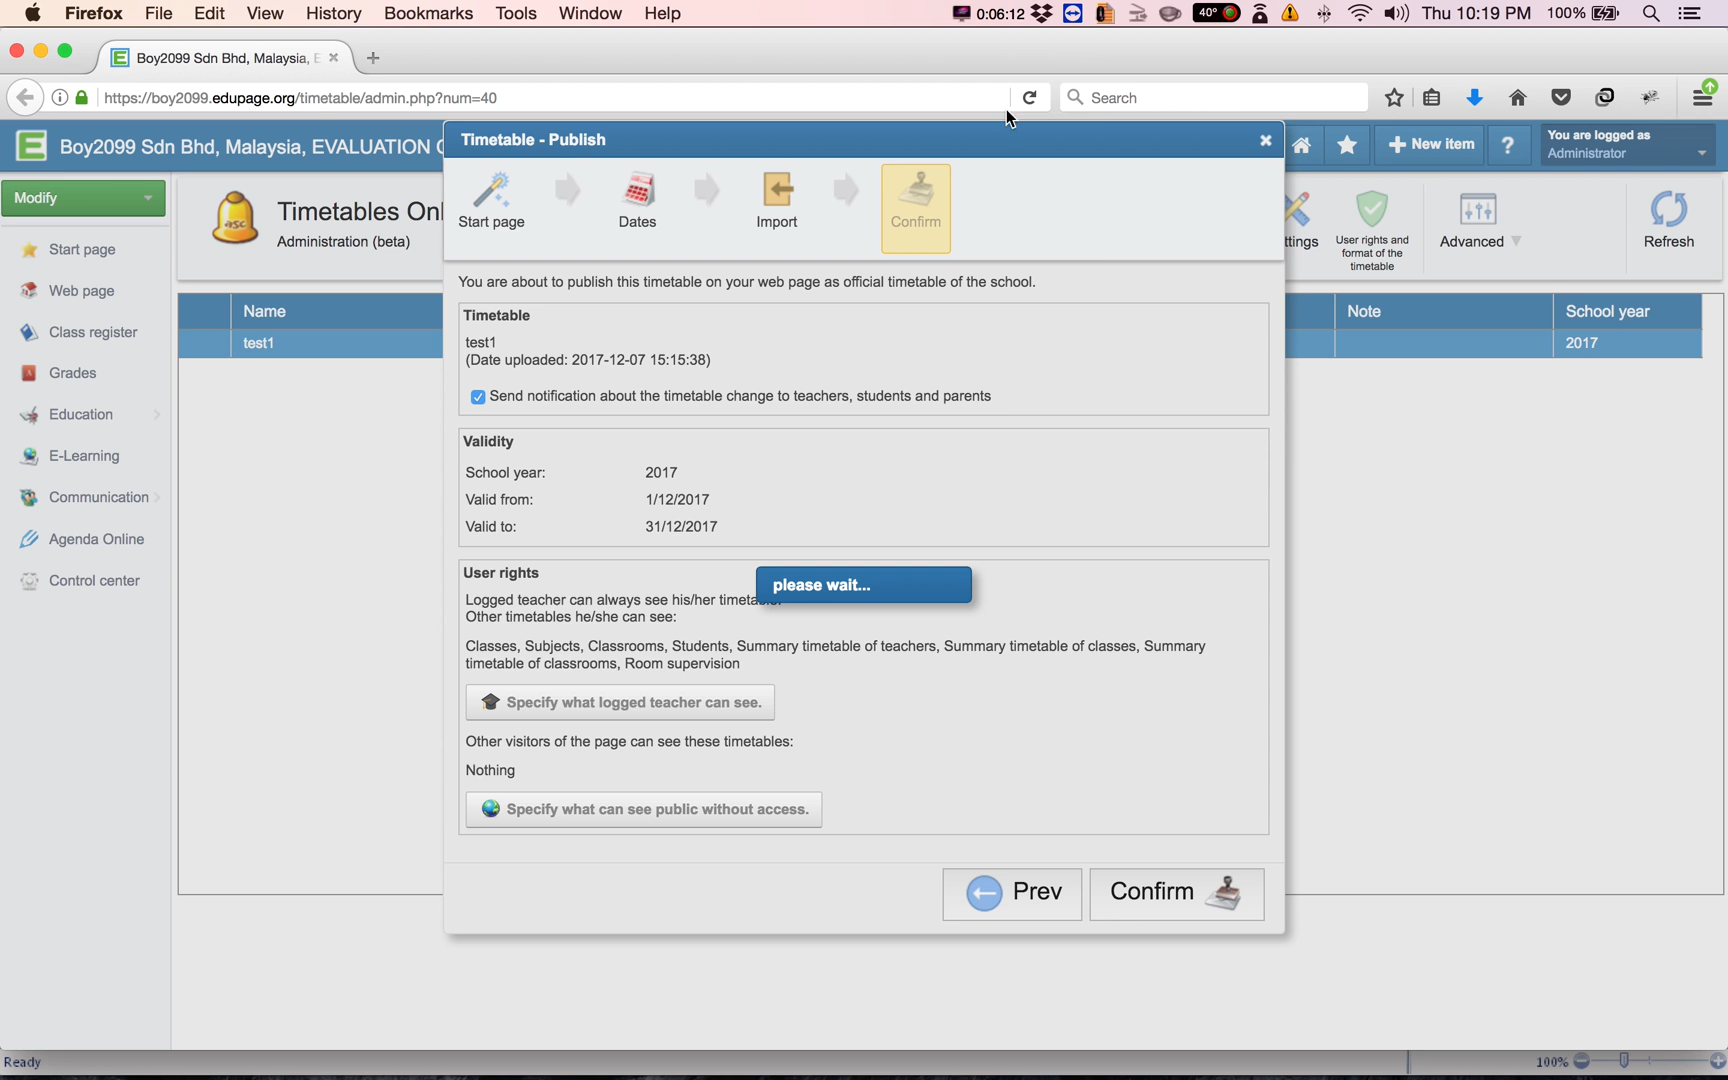 Firefox File Edit View History Bookmarks Tools Window Help 0:06:12 40° Thu 10:19 PM 100%
Boy2099 Sdn Bhd, Malaysia, E
https://boy2099.edupage.org/timetable/admin.php?num=40
Search
Boy2099 Sdn Bhd, Malaysia, EVALUATION
Timetable - Publish
New item
?
You are logged as
Administrator
Modify
Start page
Web page
Class register
Grades
Education
E-Learning
Communication
Agenda Online
Control center
asc
Timetables Onl
Administration (beta)
Start page
Dates
Import
Confirm
ttings
User rights and
format of the
timetable
Advanced
Refresh
Name
Note
School year
test1
2017
You are about to publish this timetable on your web page as official timetable of the school.
Timetable
test1
(Date uploaded: 2017-12-07 15:15:38)
Send notification about the timetable change to teachers, students and parents
Validity
School year: 2017
Valid from: 1/12/2017
Valid to: 31/12/2017
User rights
please wait...
Logged teacher can always see his/her
Other timetables he/she can see:
Classes, Subjects, Classrooms, Students, Summary timetable of teachers, Summary timetable of classes, Summary
timetable of classrooms, Room supervision
Specify what logged teacher can see.
Other visitors of the page can see these timetables:
Nothing
Specify what can see public without access.
Prev
Confirm
Ready
100%